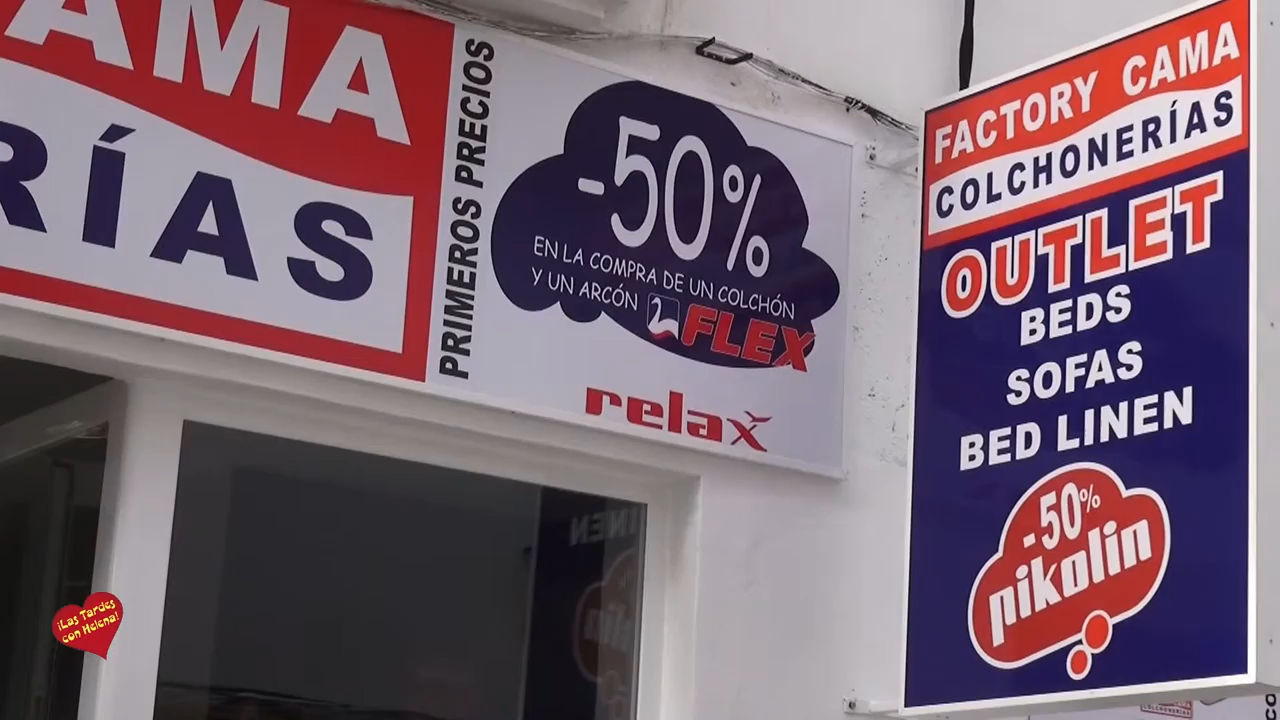 AMA
RÍAS
PRIMEROS PRECIOS
-50%
EN LA COMPRA DE UN COLCHÓN
Y UN ARCÓN FLEX
relax
FACTORY CAMA
COLCHONERÍAS
OUTLET
BEDS
SOFAS
BED LINEN
-50%
pikolin
¡Las Tardes
con Helena!
COLCHONERÍAS